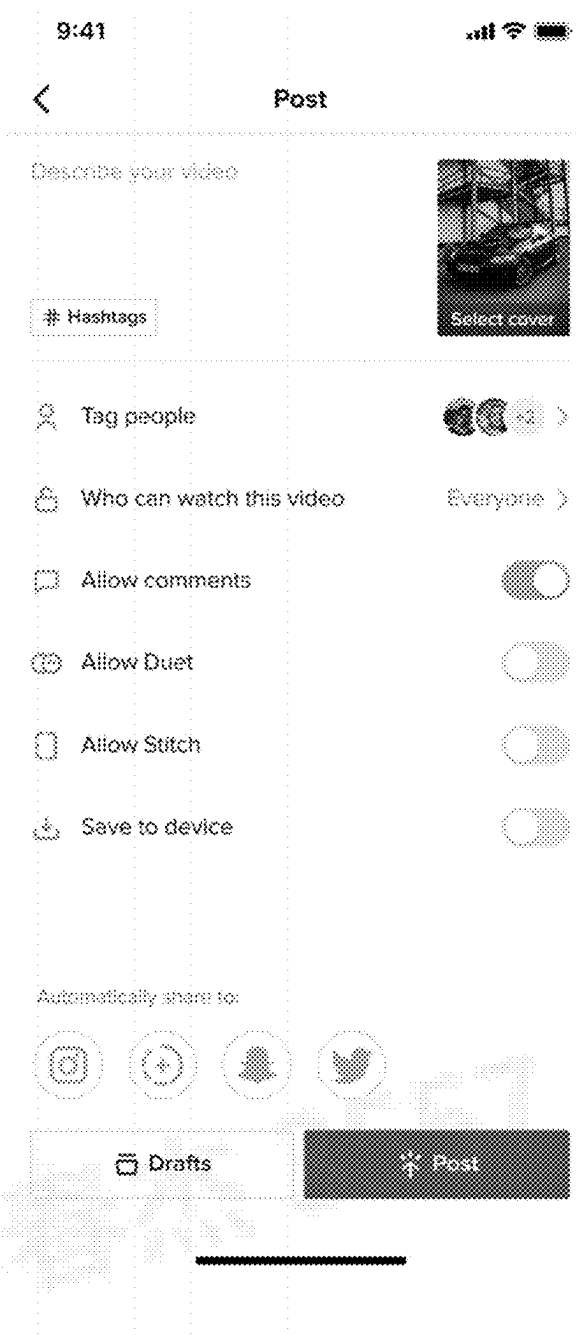 9:41
Post
Describe your video
# Hashtags
Select cover
Tag people
+2
Who can watch this video
Everyone
Allow comments
Allow Duet
Allow Stitch
Save to device
Automatically share to:
Drafts
Post